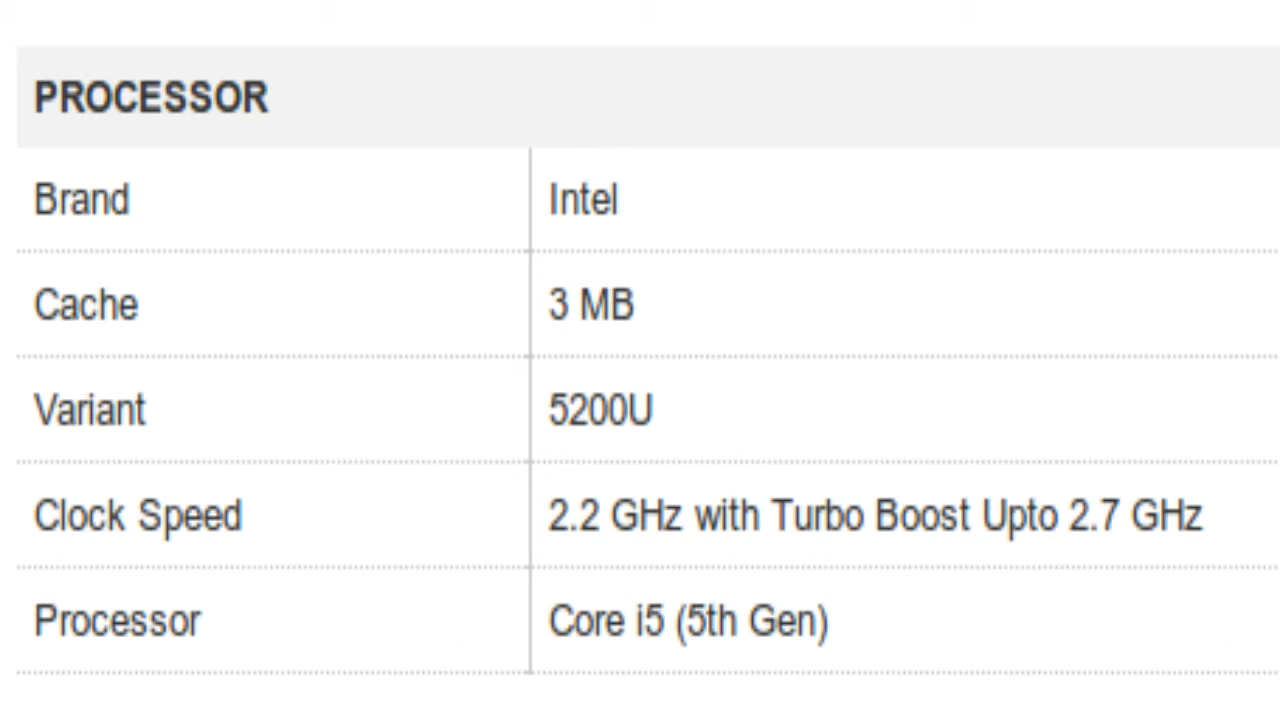 PROCESSOR
Brand Intel
Cache 3 MB
Variant 5200U
Clock Speed 2.2 GHz with Turbo Boost Upto 2.7 GHz
Processor Core i5 (5th Gen)